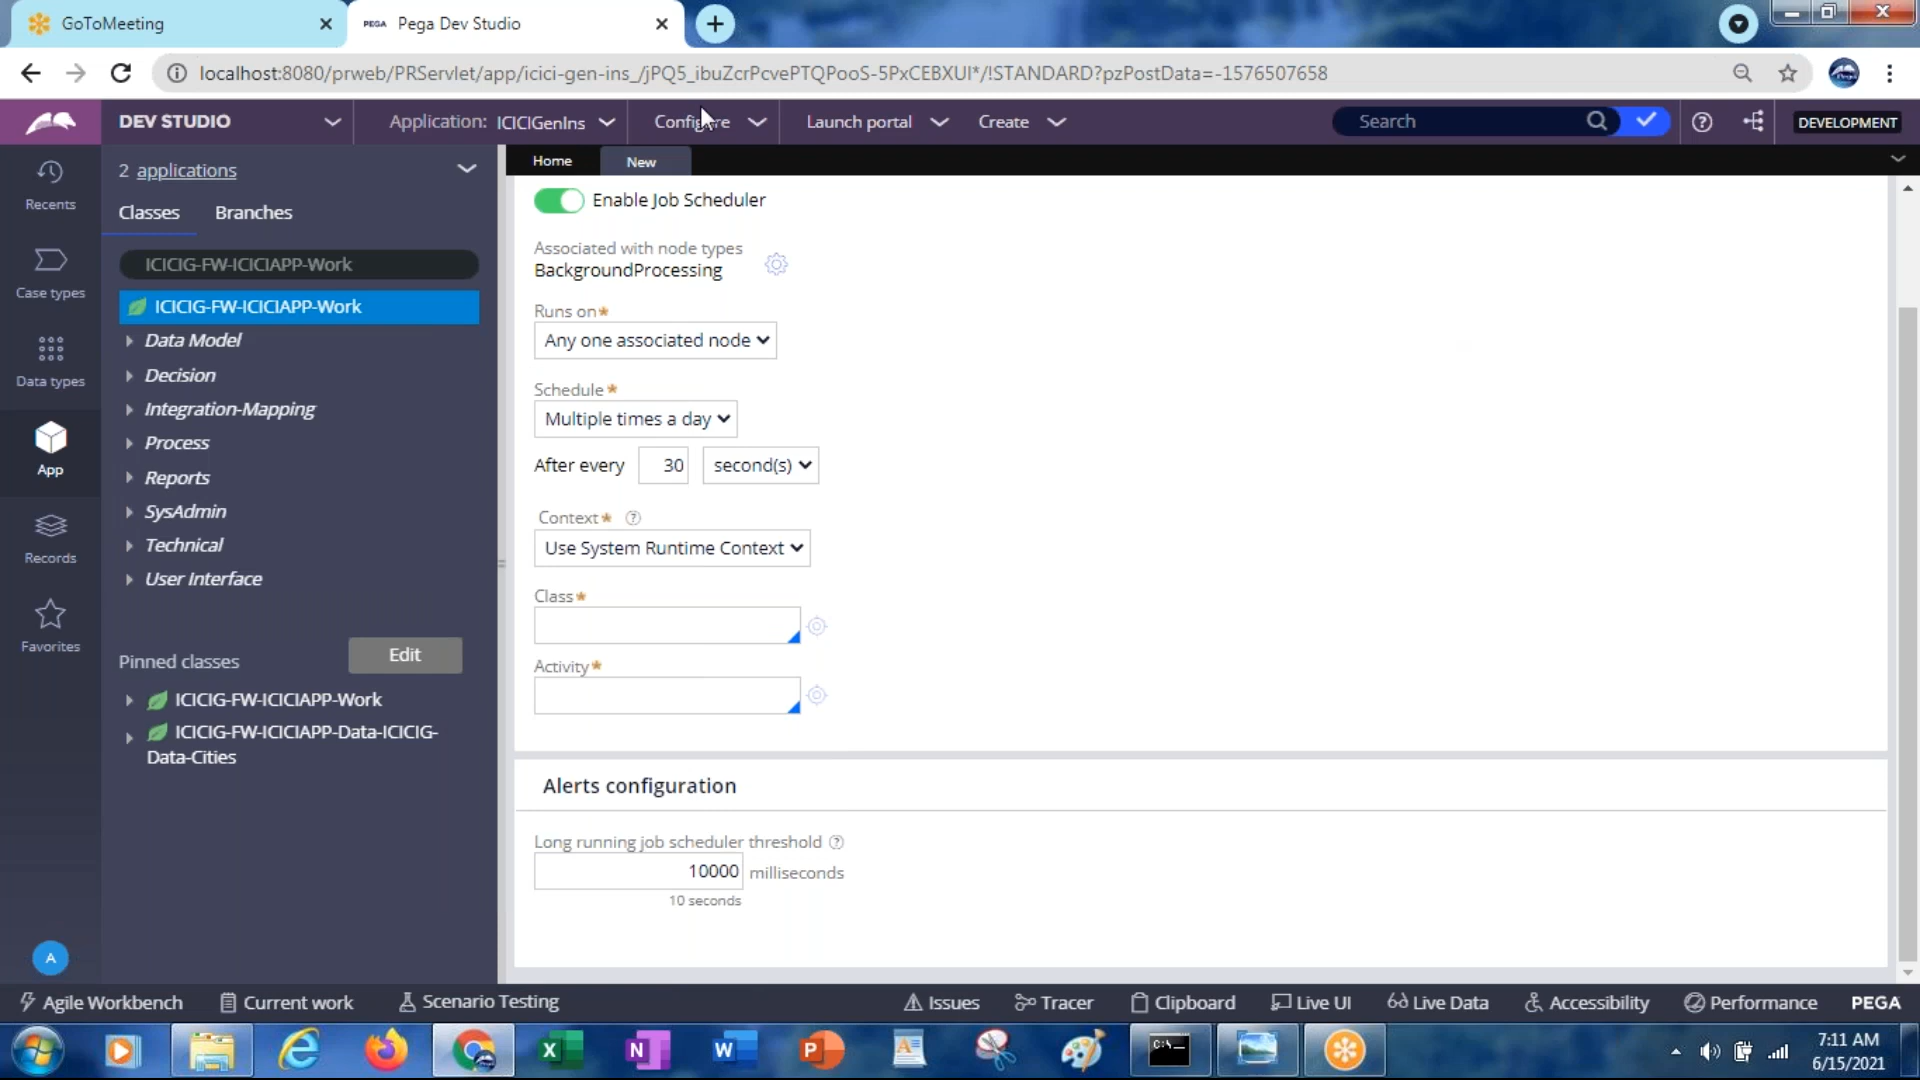 GoToMeeting
PEGA Pega Dev Studio
localhost:8080/prweb/PRServlet/app/icici-gen-ins_/jPQ5_ibuZcrPcvePTQPooS-5PxCEBXUI*/!STANDARD?pzPostData=-1576507658
DEV STUDIO Application: ICICIGenIns Configure Launch portal Create Search DEVELOPMENT
Home New
Recents
Case types
Data types
App
Records
Favorites
A
2 applications
Classes Branches
ICICIG-FW-ICICIAPP-Work
ICICIG-FW-ICICIAPP-Work
Data Model
Decision
Integration-Mapping
Process
Reports
SysAdmin
Technical
User Interface
Pinned classes Edit
ICICIG-FW-ICICIAPP-Work
ICICIG-FW-ICICIAPP-Data-ICICIG-
Data-Cities
Enable Job Scheduler
Associated with node types
BackgroundProcessing
Runs on*
Any one associated node
Schedule*
Multiple times a day
After every 30 second(s)
Context* ?
Use System Runtime Context
Class*
Activity*
Alerts configuration
Long running job scheduler threshold ?
10000 milliseconds
10 seconds
Agile Workbench Current work Scenario Testing Issues Tracer Clipboard Live UI Live Data Accessibility Performance PEGA
7:11 AM
6/15/2021